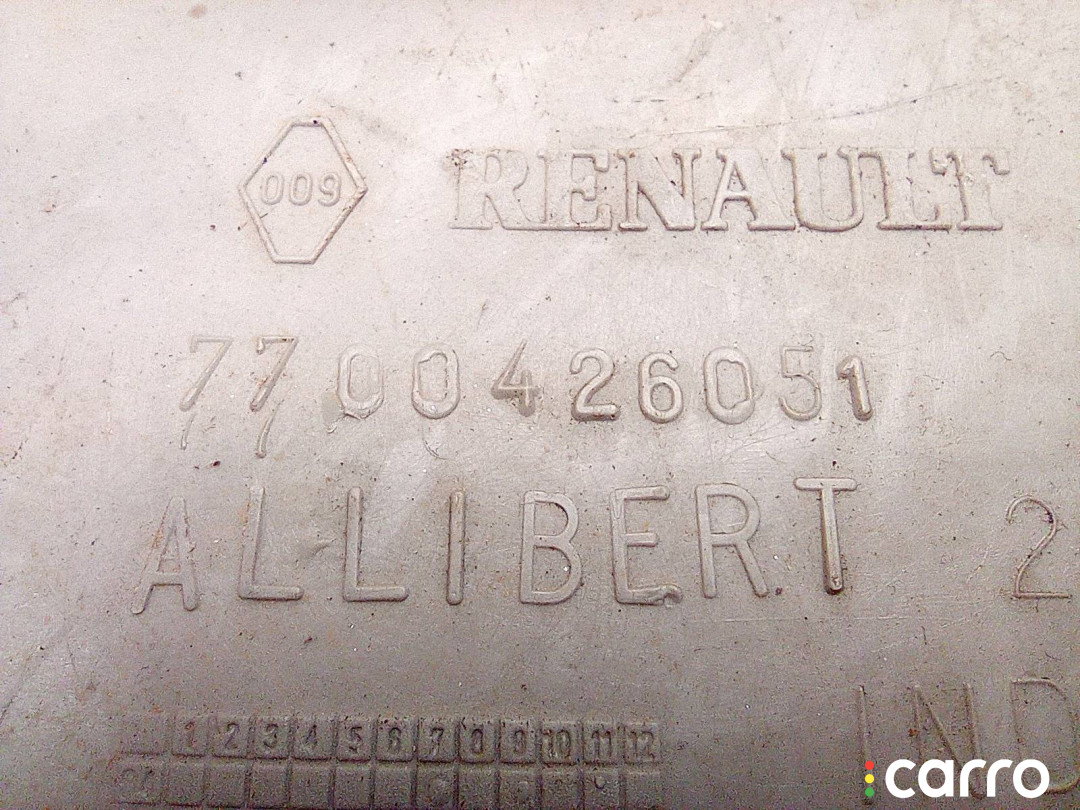 009 RENAULT
7700426051
ALLIBERT 2
IND
1 2 3 4 5 6 7 8 9 10 11 12
carro